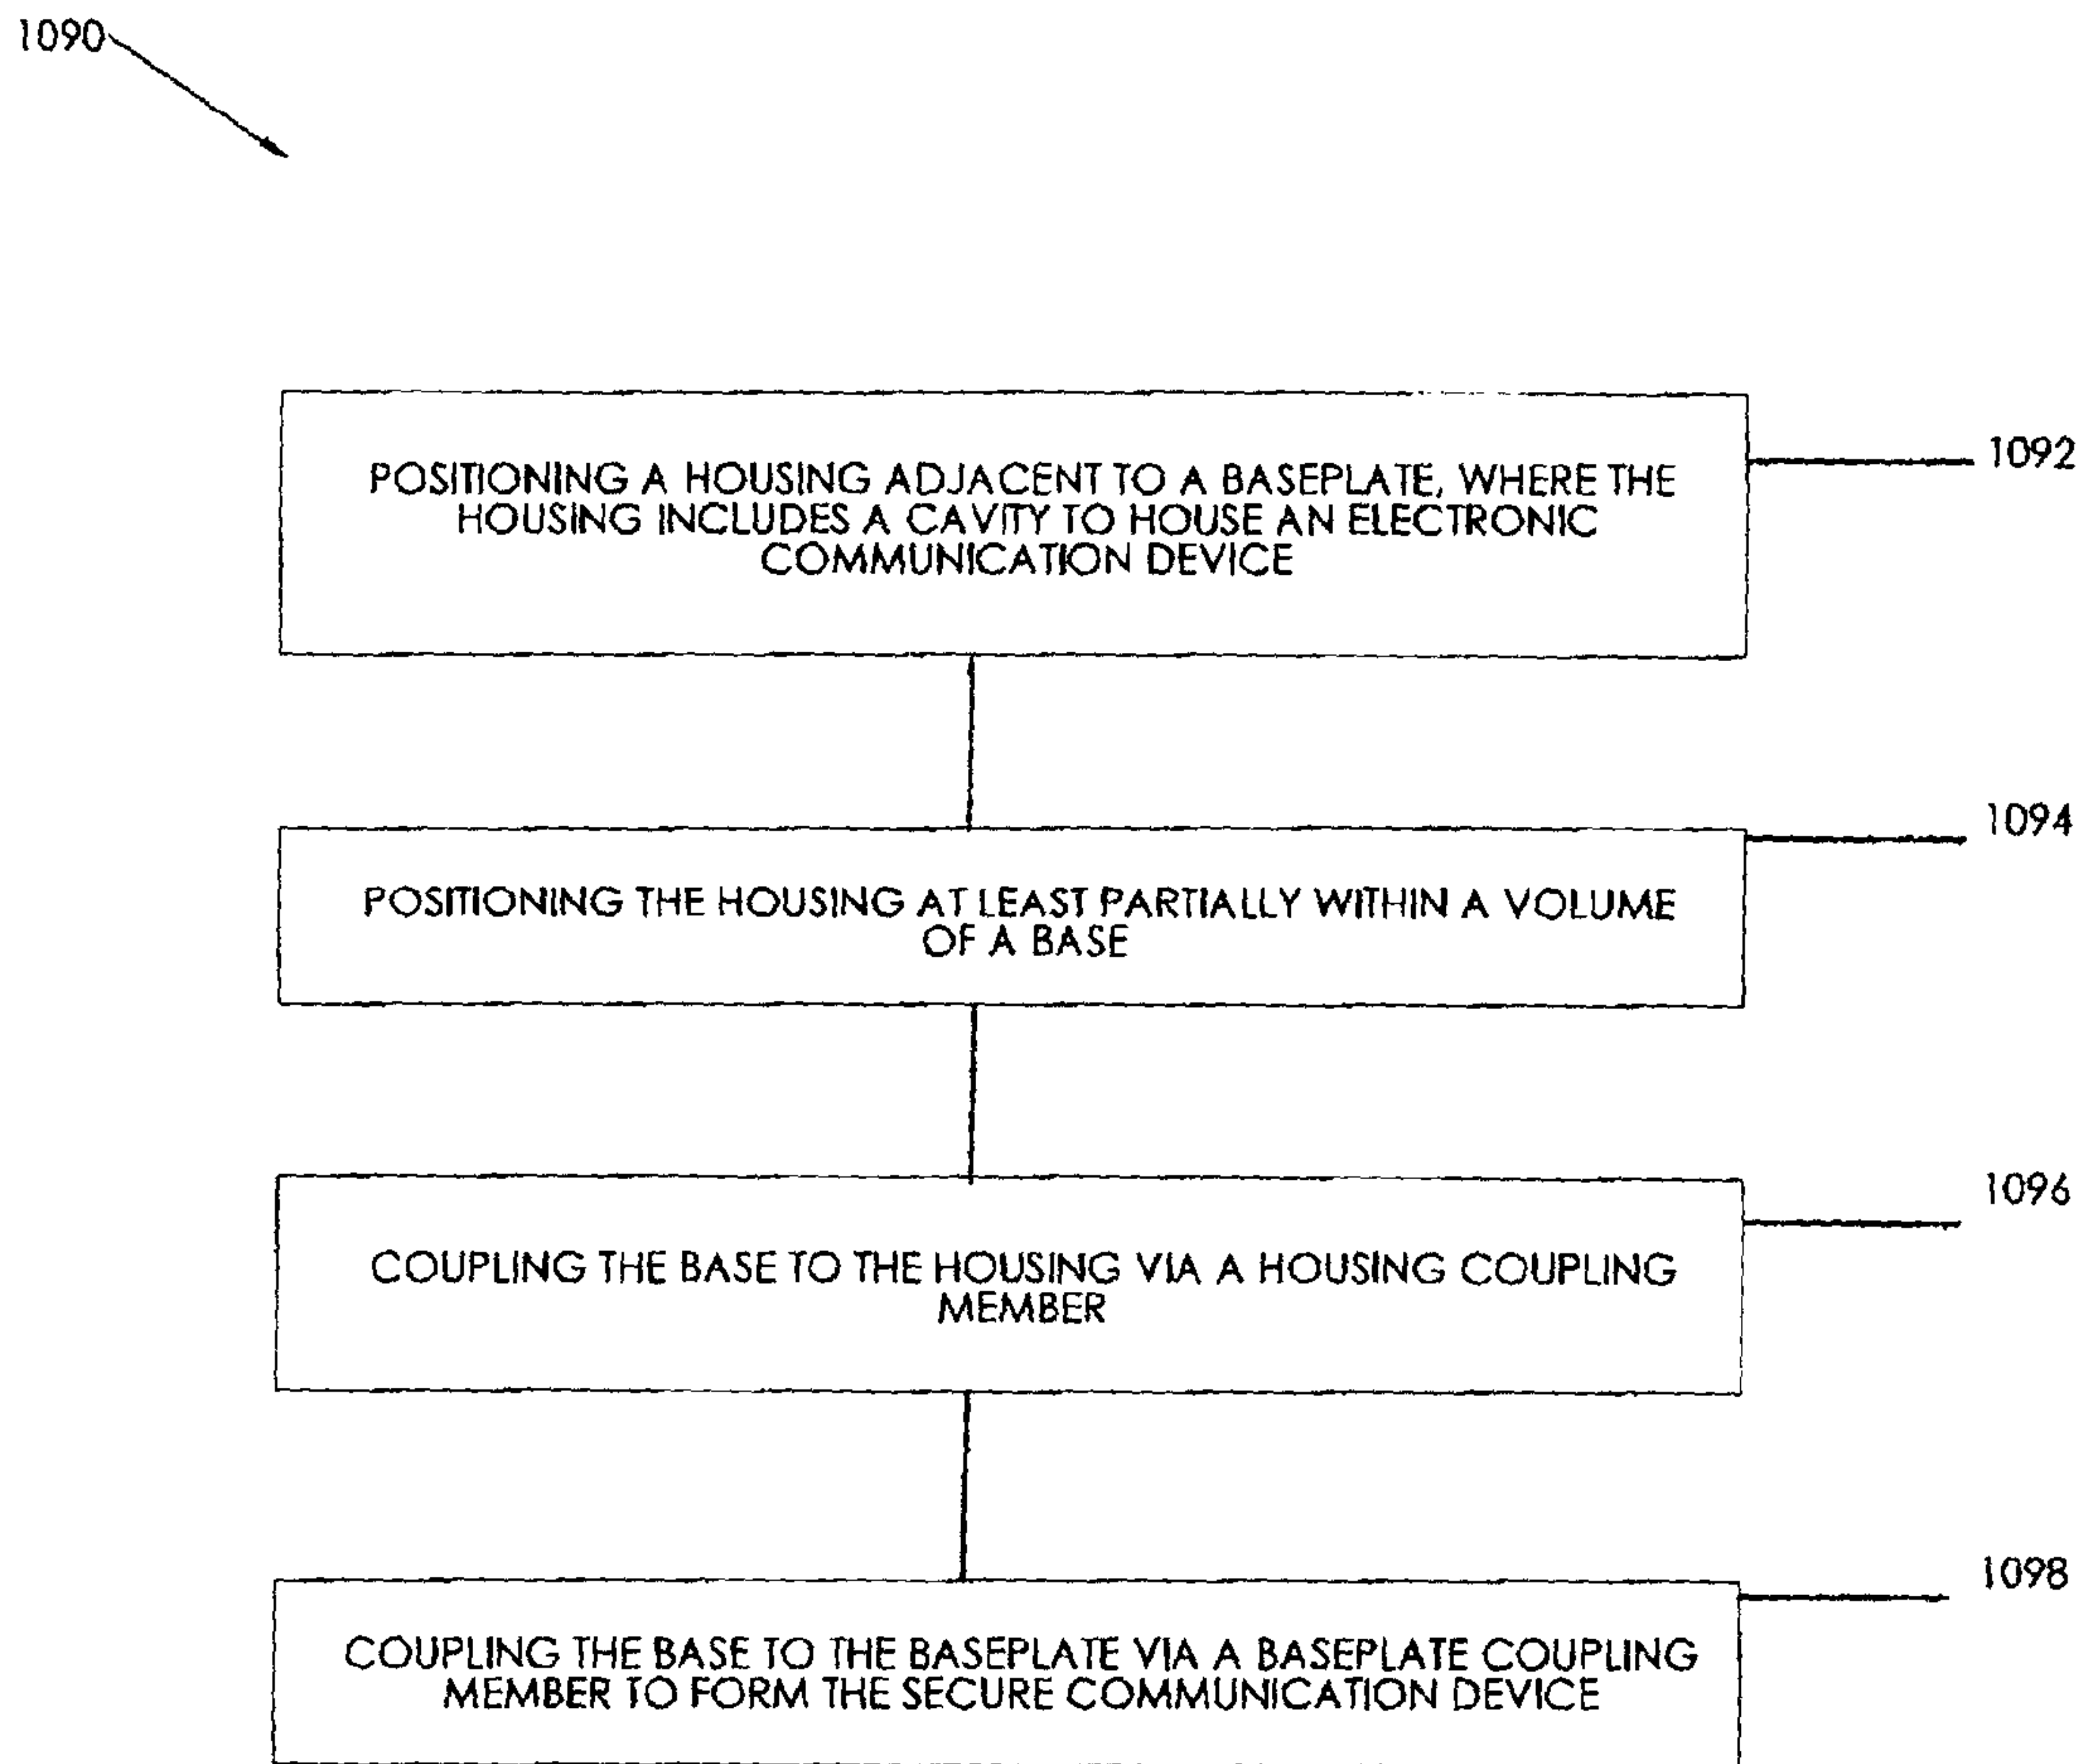 1090
POSITIONING A HOUSING ADJACENT TO A BASEPLATE, WHERE THE
HOUSING INCLUDES A CAVITY TO HOUSE AN ELECTRONIC
COMMUNICATION DEVICE
1092
POSITIONING THE HOUSING AT LEAST PARTIALLY WITHIN A VOLUME
OF A BASE
1094
COUPLING THE BASE TO THE HOUSING VIA A HOUSING COUPLING
MEMBER
1096
COUPLING THE BASE TO THE BASEPLATE VIA A BASEPLATE COUPLING
MEMBER TO FORM THE SECURE COMMUNICATION DEVICE
1098